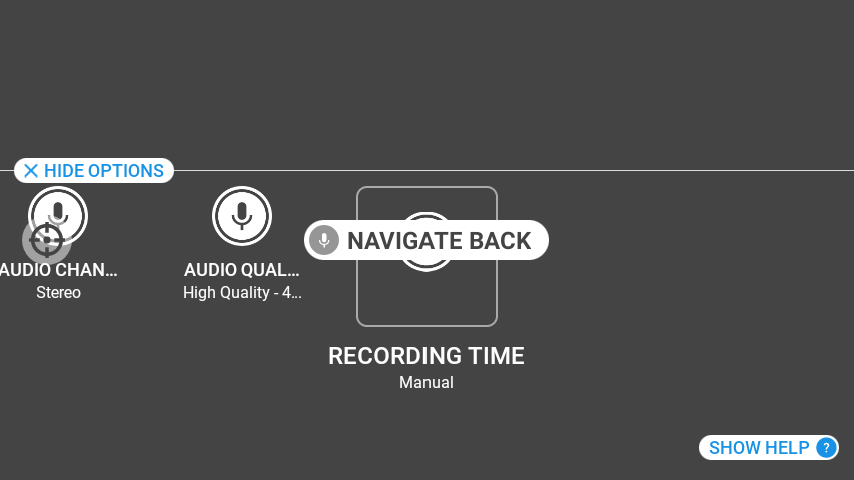 HIDE OPTIONS
NAVIGATE BACK
AUDIO CHAN...
Stereo
AUDIO QUAL...
High Quality - 4...
RECORDING TIME
Manual
SHOW HELP ?